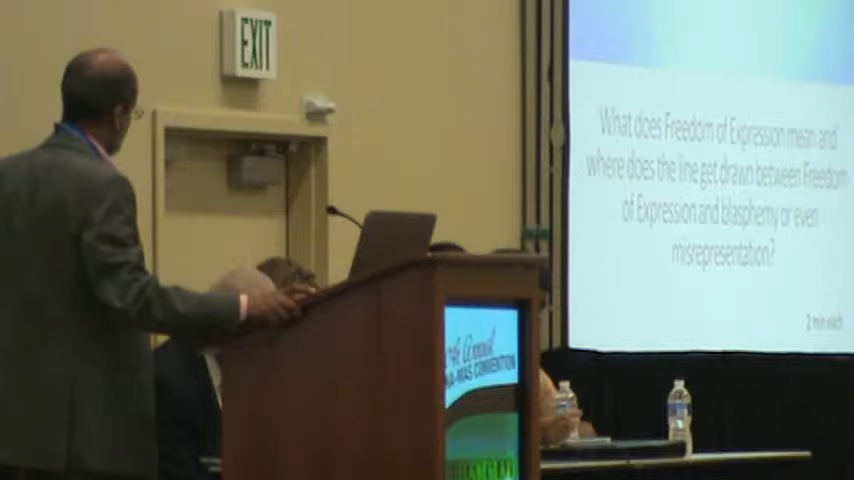 EXIT
What does Freedom of Expression mean and
where does the line get drawn between Freedom
of Expression and blasphemy or even
misrepresentation?
2 min each
Annual
CONVENTION